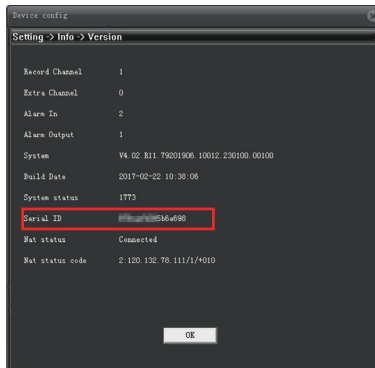 Device config
Setting -> Info -> Version
Record Channel 1
Extra Channel 0
Alarm In 2
Alarm Output 1
System V4.02.R11.79201906.10012.230100.00100
Build Date 2017-02-22 10:38:06
System status 1773
Serial ID 5b6e698
Nat status Connected
Nat status code 2:120.132.78.111/1/+010
OK